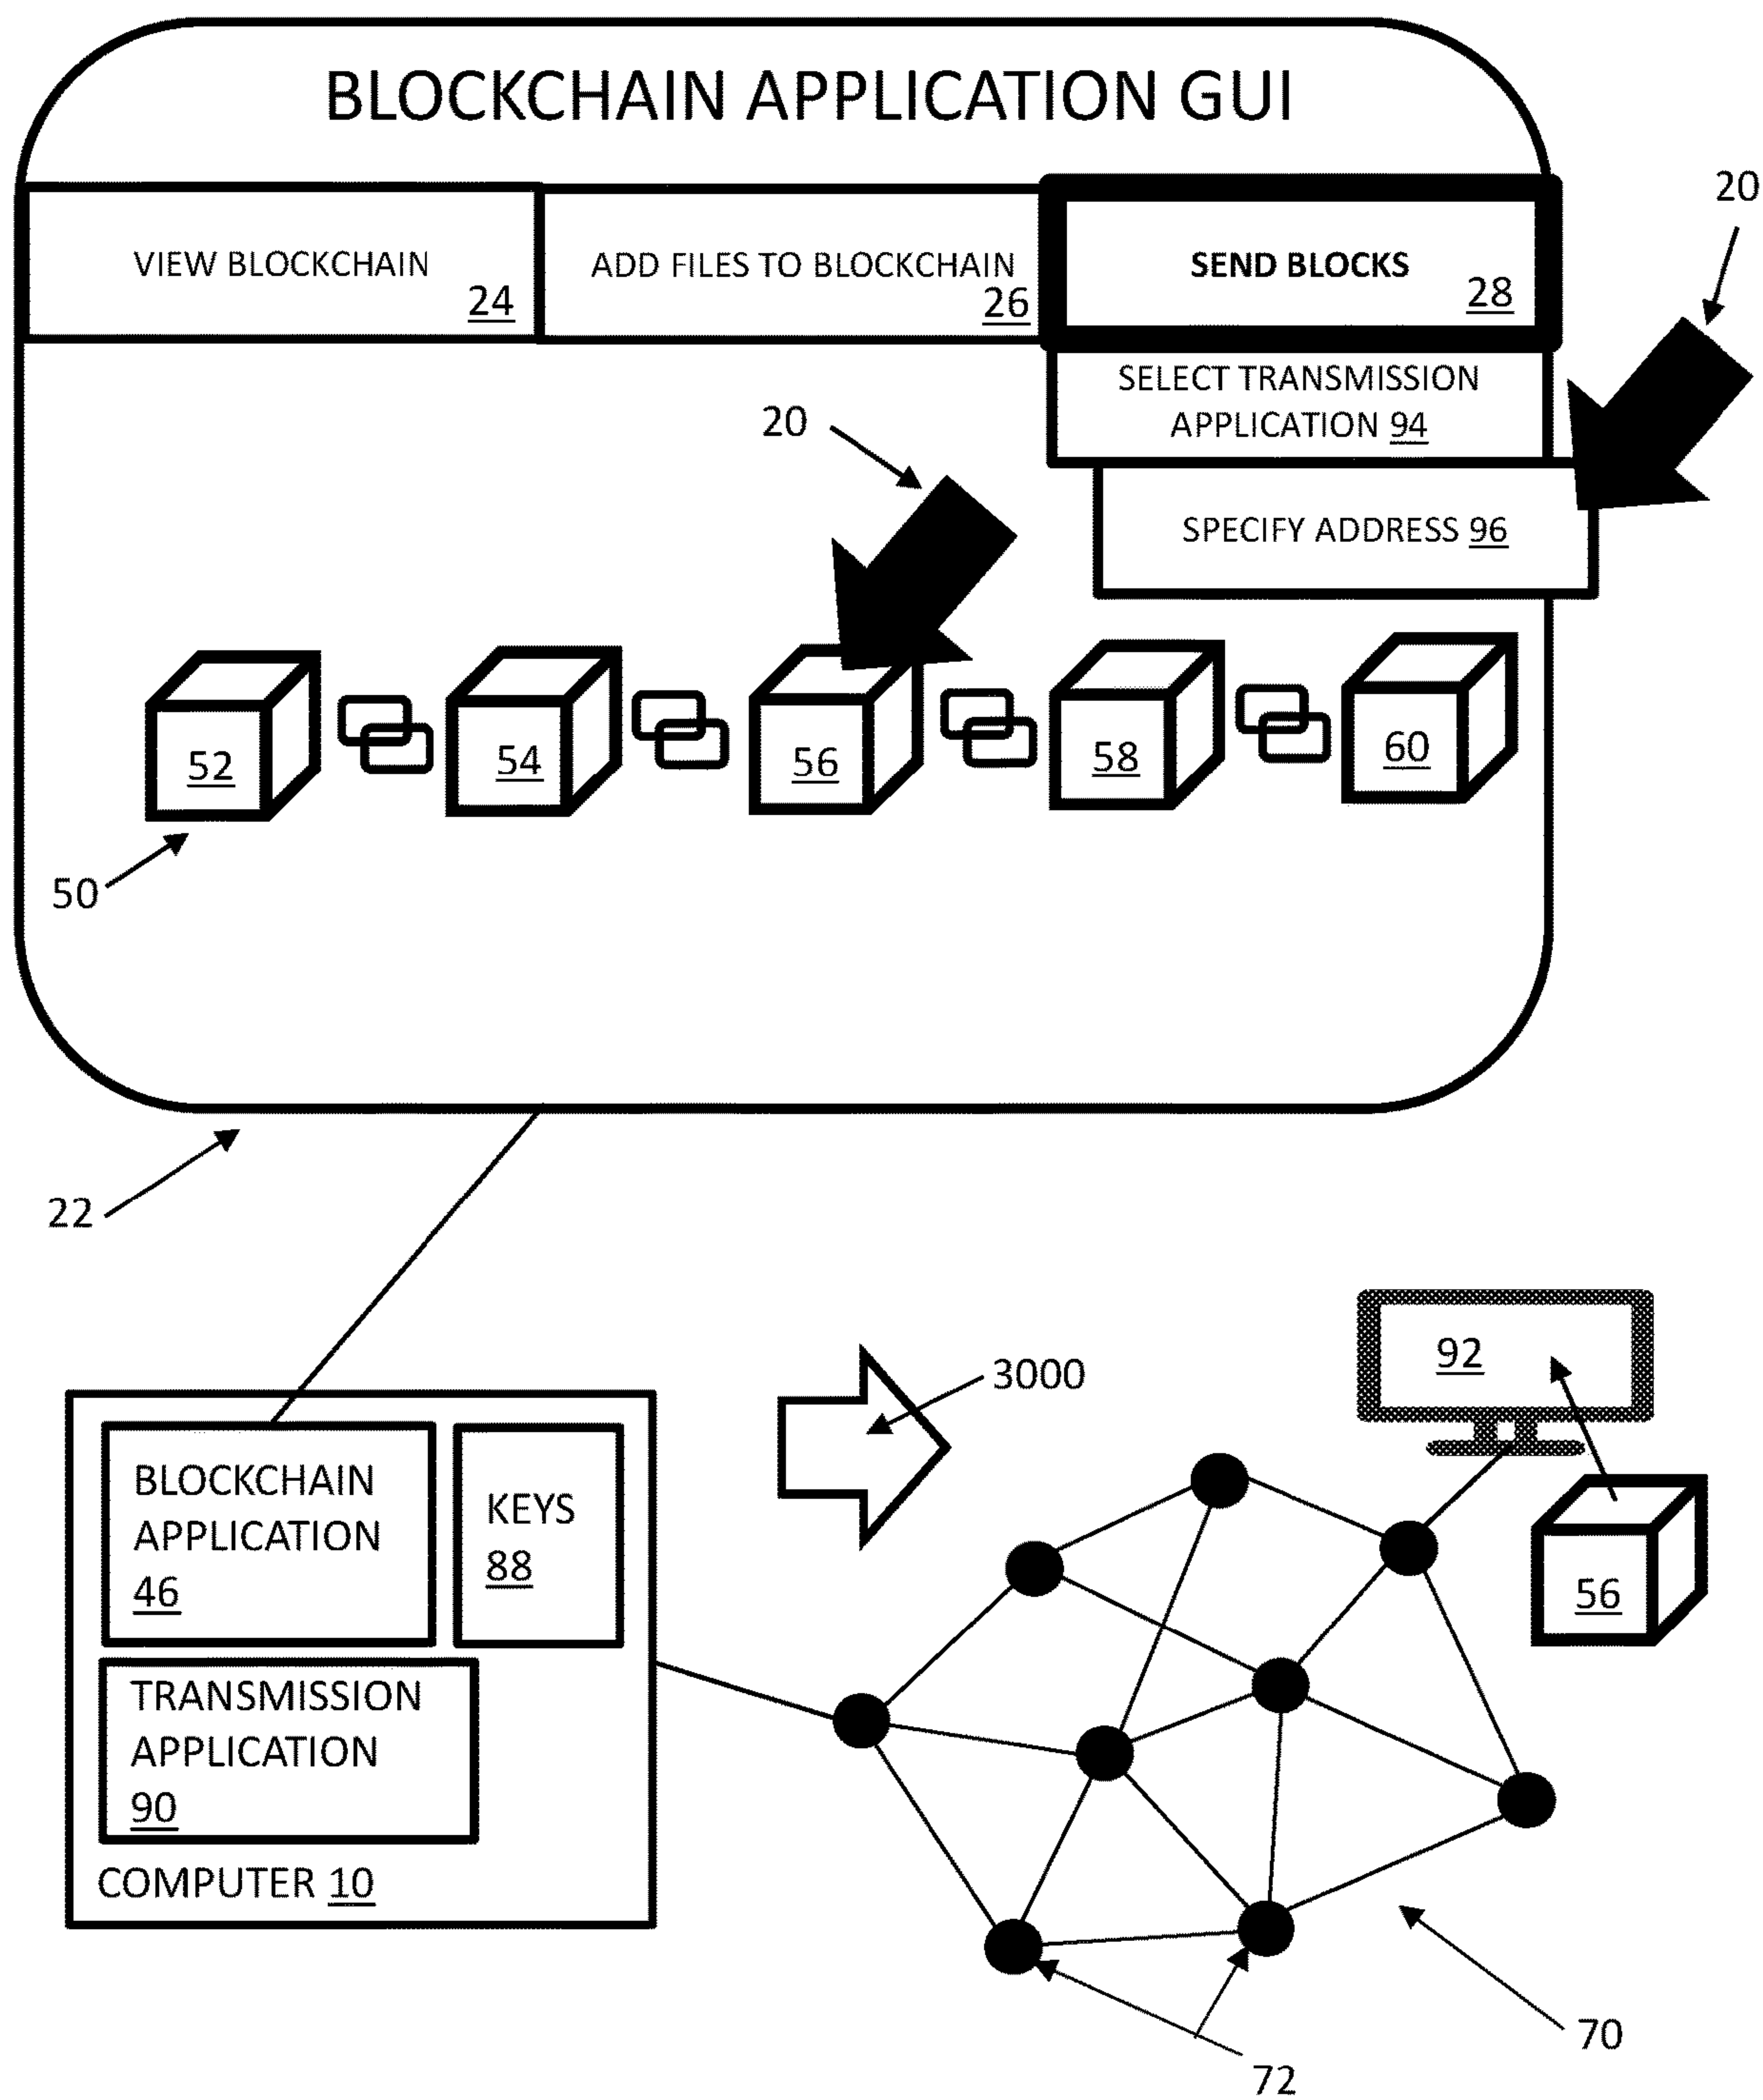 BLOCKCHAIN APPLICATION GUI
20
VIEW BLOCKCHAIN
24
ADD FILES TO BLOCKCHAIN
26
SEND BLOCKS
28
SELECT TRANSMISSION
APPLICATION 94
20
SPECIFY ADDRESS 96
52
54
56
58
60
50
22
92
3000
BLOCKCHAIN
APPLICATION
46
KEYS
88
56
TRANSMISSION
APPLICATION
90
COMPUTER 10
70
72